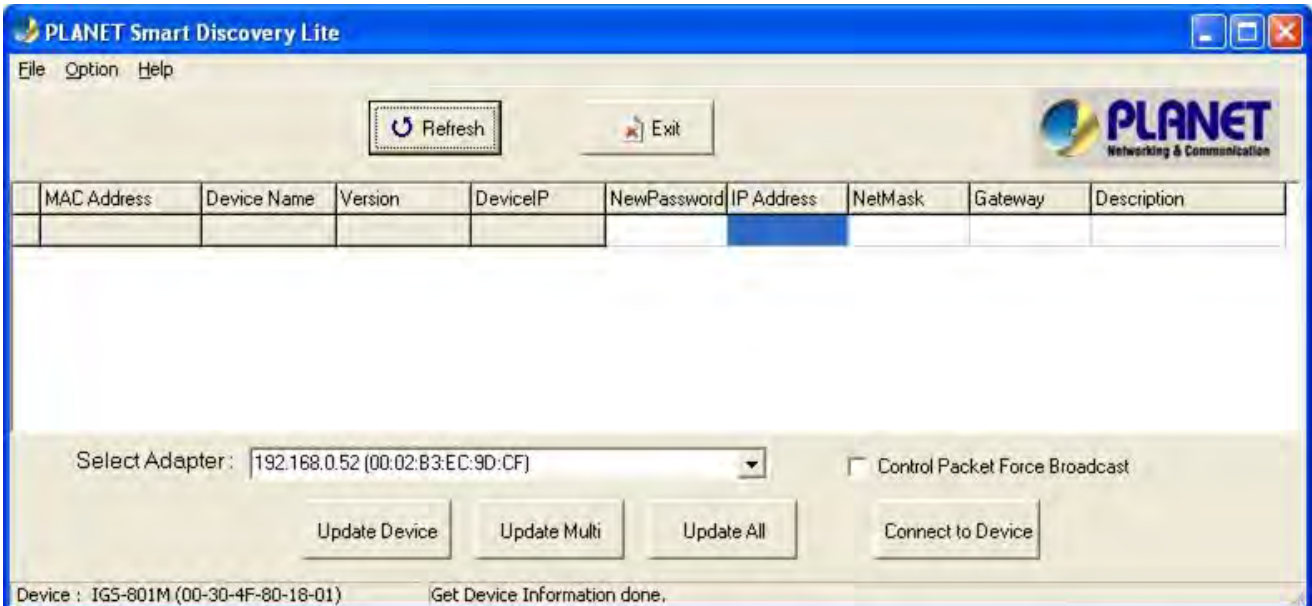 PLANET Smart Discovery Lite
File Option Help
Refresh Exit
PLANET
Networking & Communication
MAC Address Device Name Version DeviceIP NewPassword IP Address NetMask Gateway Description
Select Adapter : 192.168.0.52 (00:02:B3:EC:9D:CF) Control Packet Force Broadcast
Update Device Update Multi Update All Connect to Device
Device : IGS-801M (00-30-4F-80-18-01) Get Device Information done.